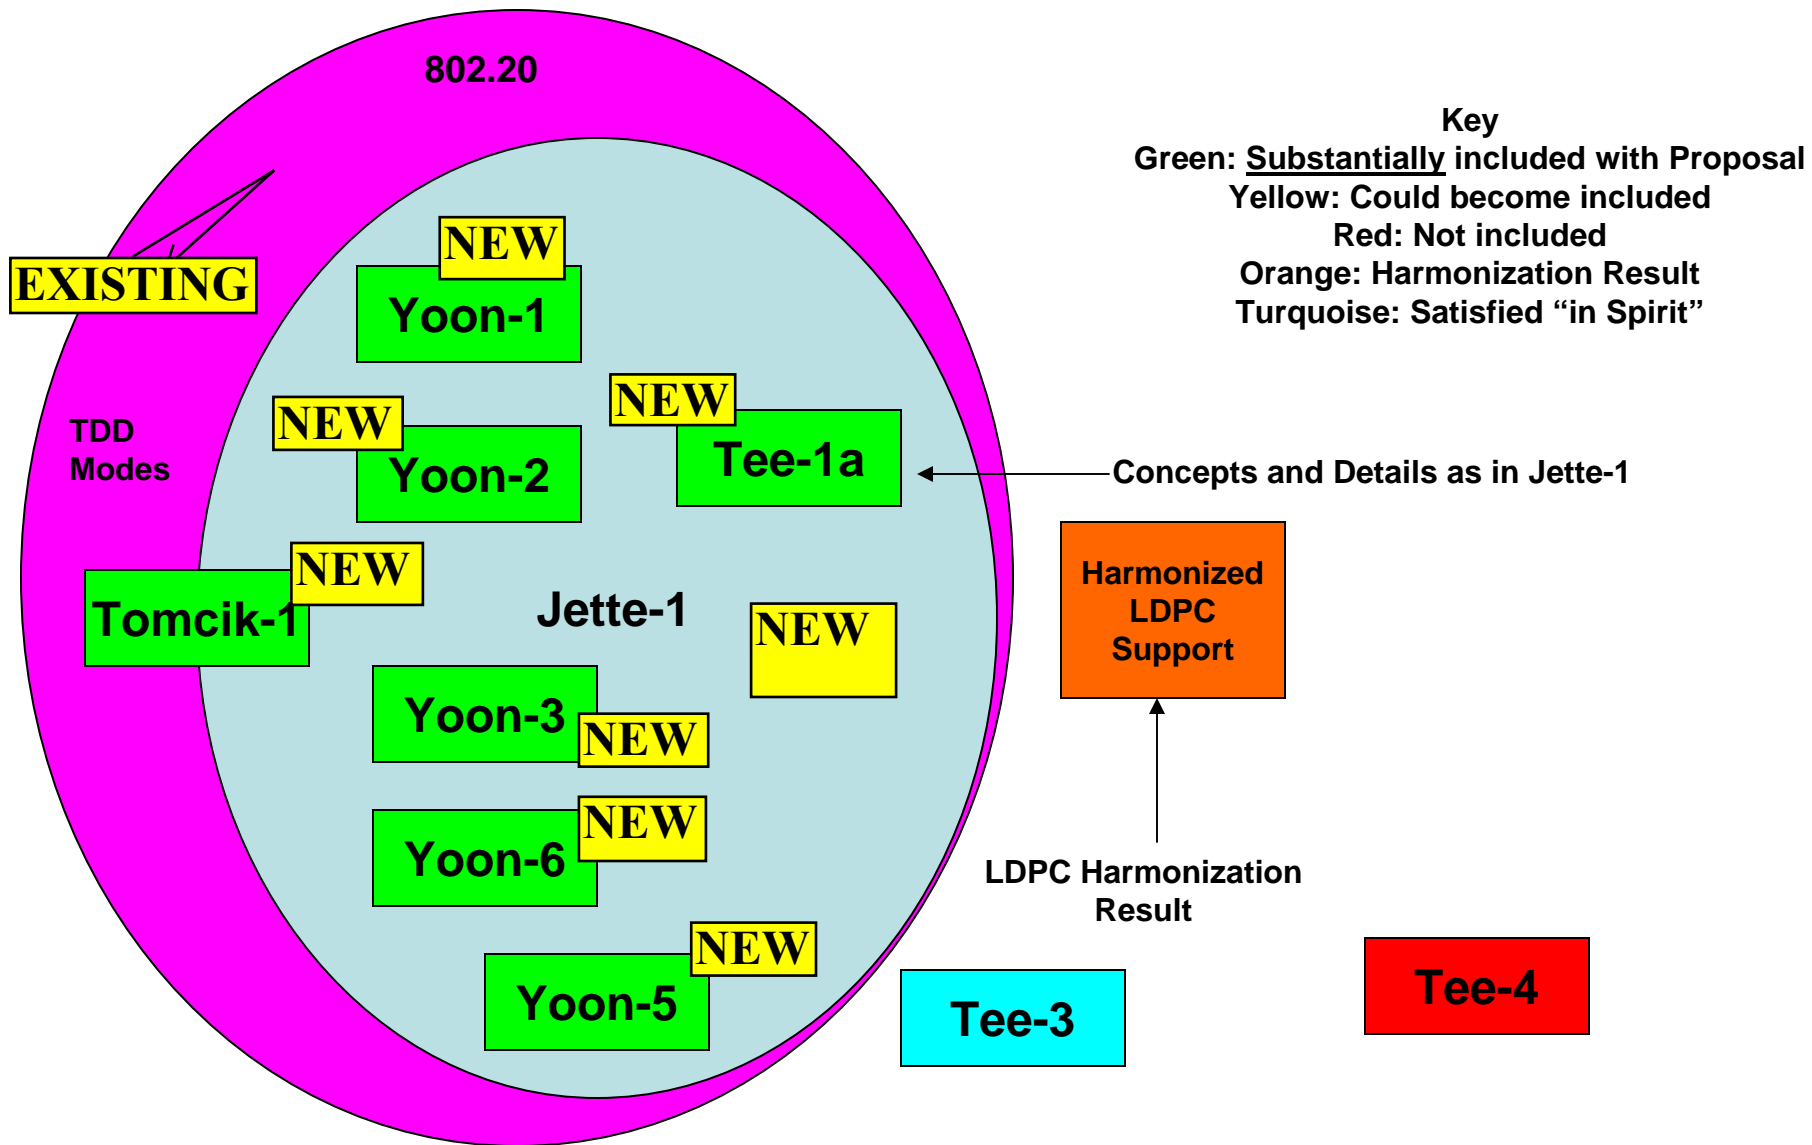 802.20
Key
Green: Substantially included with Proposal
Yellow: Could become included
Red: Not included
Orange: Harmonization Result
Turquoise: Satisfied “in Spirit”
EXISTING
NEW
Yoon-1
TDD
Modes
NEW
Yoon-2
NEW
Tee-1a
Concepts and Details as in Jette-1
NEW
Tomcik-1
Jette-1
NEW
Harmonized
LDPC
Support
Yoon-3
NEW
NEW
Yoon-6
LDPC Harmonization
Result
NEW
Yoon-5
Tee-3
Tee-4